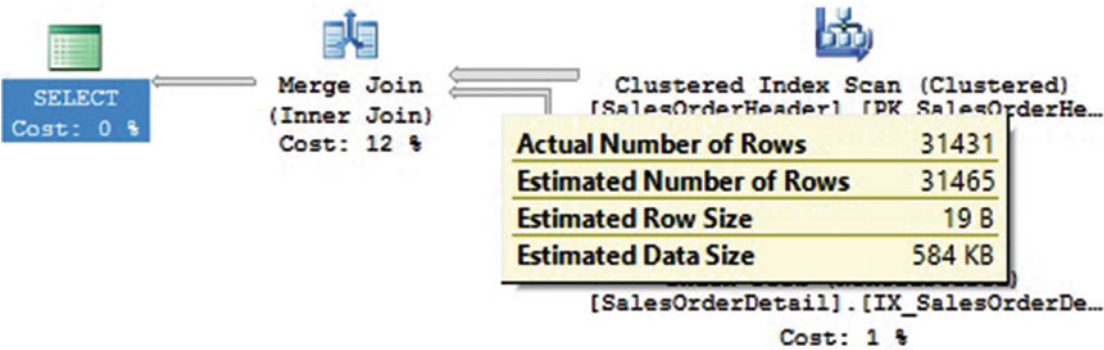 SELECT
Cost: 0 %
Merge Join
(Inner Join)
Cost: 12 %
Clustered Index Scan (Clustered)
[SalesOrderHeader].[PK_SalesOrderHe…
Actual Number of Rows 31431
Estimated Number of Rows 31465
Estimated Row Size 19 B
Estimated Data Size 584 KB
[SalesOrderDetail].[IX_SalesOrderDe…
Cost: 1 %